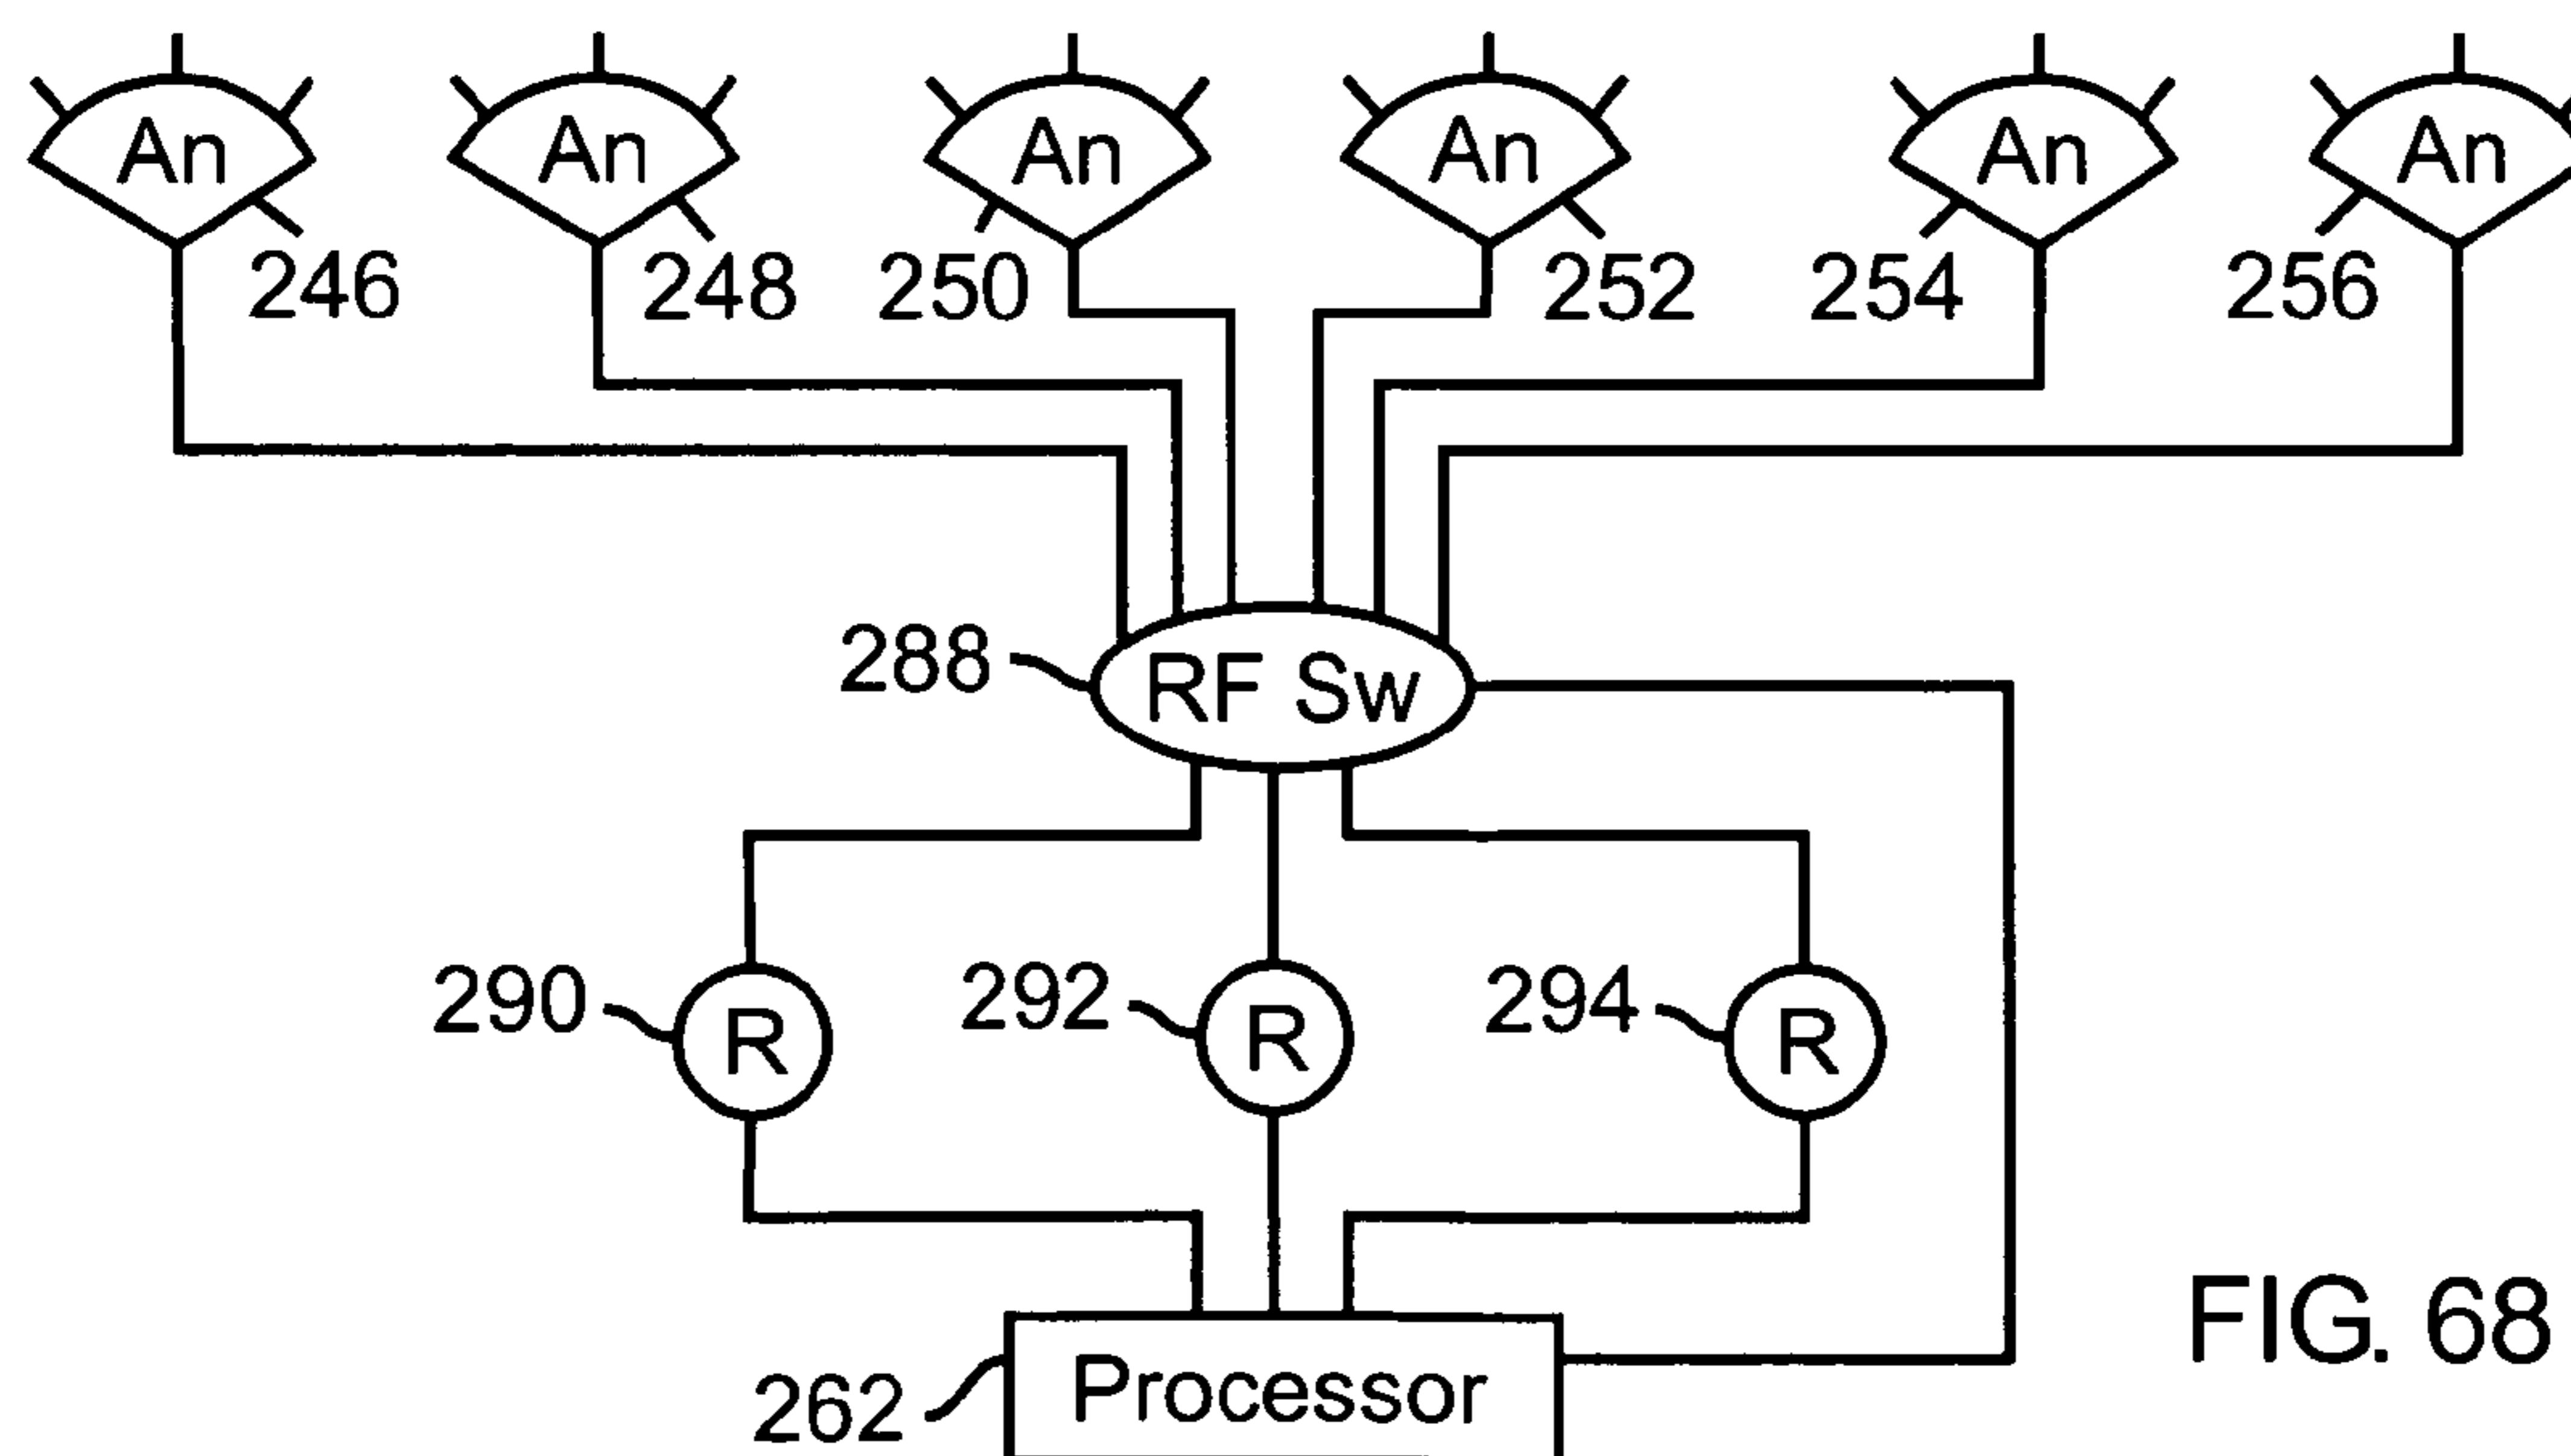 An An An An An An
246 248 250 252 254 256
288 RF Sw
290 R 292 R 294 R
262 Processor
FIG. 68